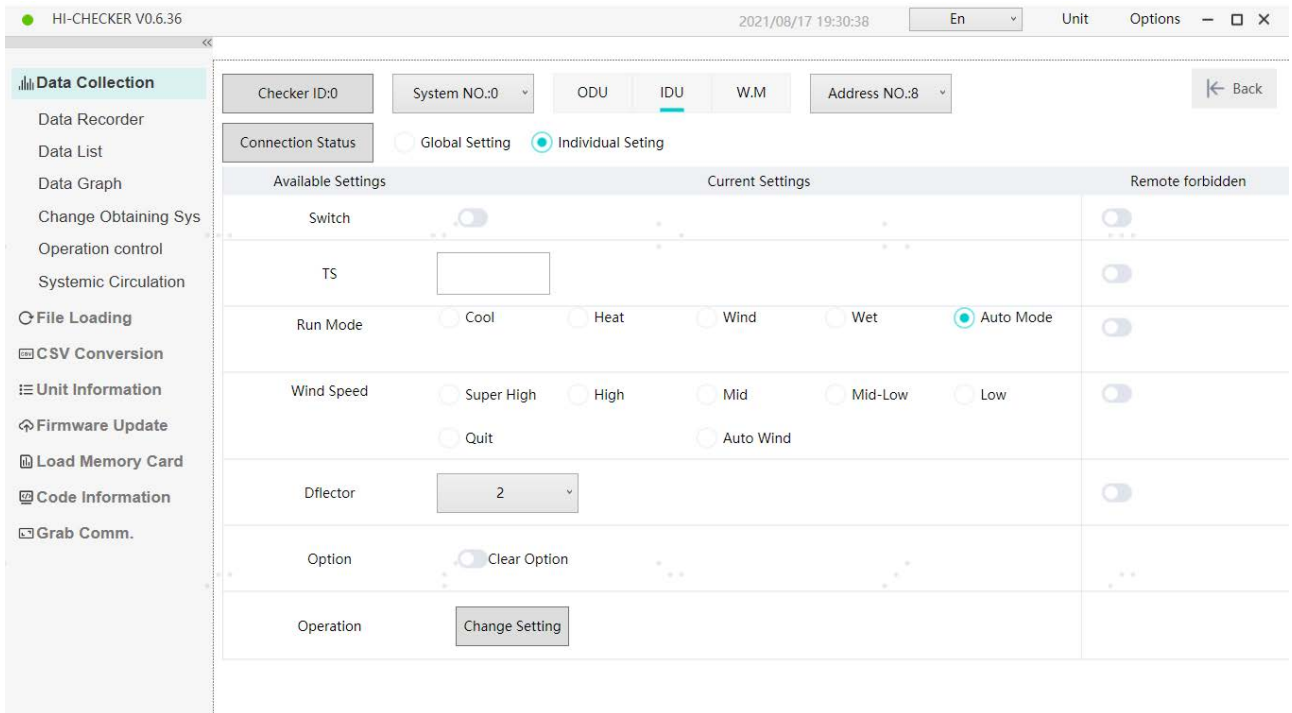 HI-CHECKER V0.6.36 2021/08/17 19:30:38 En Unit Options
Data Collection
Data Recorder
Data List
Data Graph
Change Obtaining Sys
Operation control
Systemic Circulation
File Loading
CSV Conversion
Unit Information
Firmware Update
Load Memory Card
Code Information
Grab Comm.
Checker ID:0 System NO.:0 ODU IDU W.M Address NO.:8 Back
Connection Status Global Setting Individual Seting
Available Settings Current Settings Remote forbidden
Switch
TS
Run Mode Cool Heat Wind Wet Auto Mode
Wind Speed Super High High Mid Mid-Low Low
Quit Auto Wind
Dflector 2
Option Clear Option
Operation Change Setting